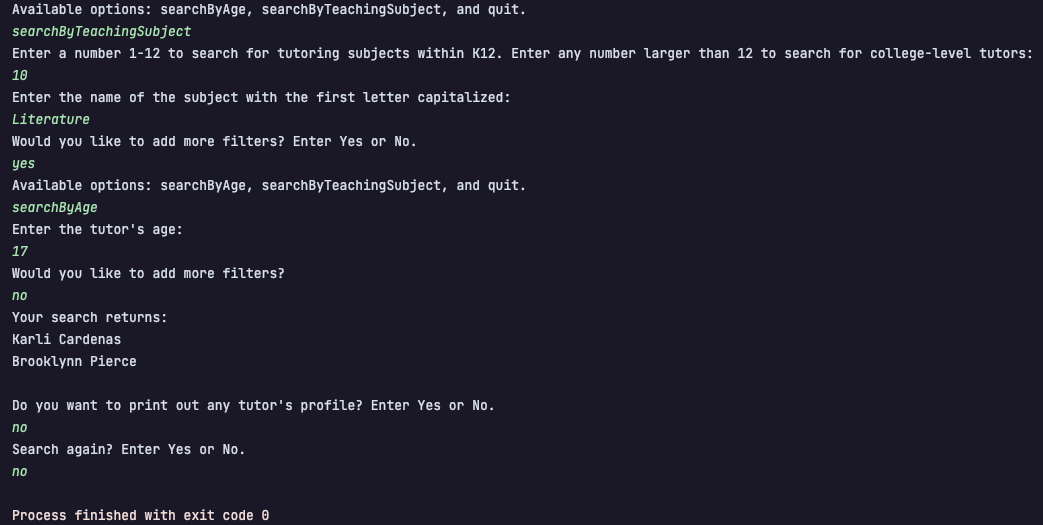 Available options: searchByAge, searchByTeachingSubject, and quit.
searchByTeachingSubject
Enter a number 1-12 to search for tutoring subjects within K12. Enter any number larger than 12 to search for college-level tutors:
10
Enter the name of the subject with the first letter capitalized:
Literature
Would you like to add more filters? Enter Yes or No.
yes
Available options: searchByAge, searchByTeachingSubject, and quit.
searchByAge
Enter the tutor's age:
17
Would you like to add more filters?
no
Your search returns:
Karli Cardenas
Brooklynn Pierce
Do you want to print out any tutor's profile? Enter Yes or No.
no
Search again? Enter Yes or No.
no
Process finished with exit code 0